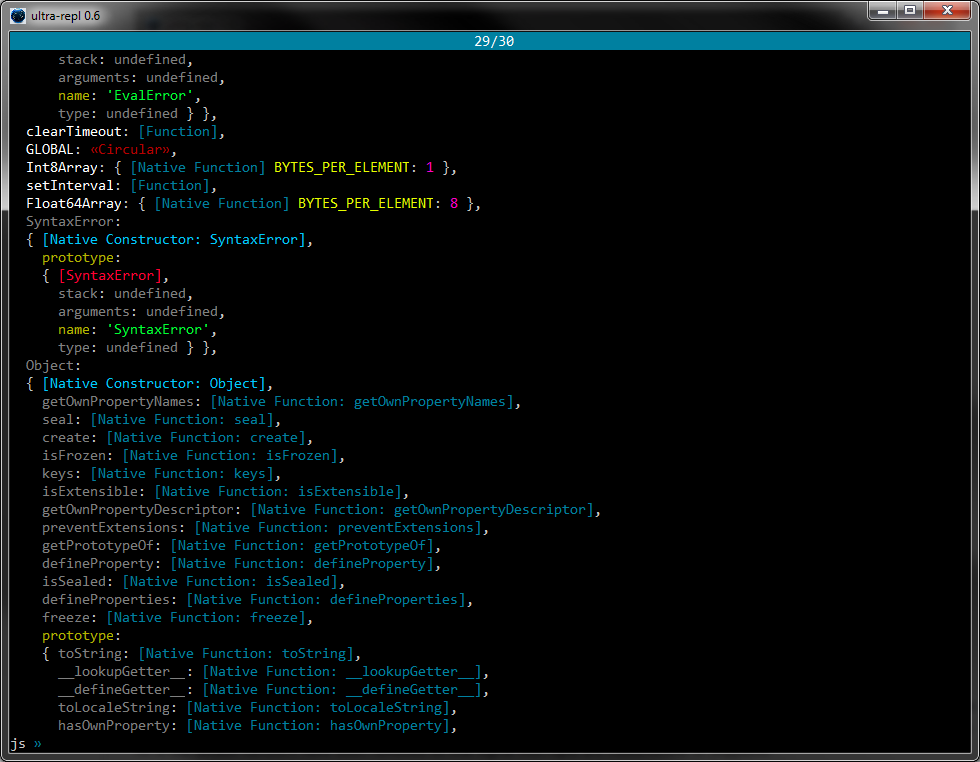 ultra-repl 0.6
29/30
stack: undefined,
arguments: undefined,
name: 'EvalError',
type: undefined } },
clearTimeout: [Function],
GLOBAL: «Circular»,
Int8Array: { [Native Function] BYTES_PER_ELEMENT: 1 },
setInterval: [Function],
Float64Array: { [Native Function] BYTES_PER_ELEMENT: 8 },
SyntaxError:
{ [Native Constructor: SyntaxError],
prototype:
{ [SyntaxError],
stack: undefined,
arguments: undefined,
name: 'SyntaxError',
type: undefined } },
Object:
{ [Native Constructor: Object],
getOwnPropertyNames: [Native Function: getOwnPropertyNames],
seal: [Native Function: seal],
create: [Native Function: create],
isFrozen: [Native Function: isFrozen],
keys: [Native Function: keys],
isExtensible: [Native Function: isExtensible],
getOwnPropertyDescriptor: [Native Function: getOwnPropertyDescriptor],
preventExtensions: [Native Function: preventExtensions],
getPrototypeOf: [Native Function: getPrototypeOf],
defineProperty: [Native Function: defineProperty],
isSealed: [Native Function: isSealed],
defineProperties: [Native Function: defineProperties],
freeze: [Native Function: freeze],
prototype:
{ toString: [Native Function: toString],
__lookupGetter__: [Native Function: __lookupGetter__],
__defineGetter__: [Native Function: __defineGetter__],
toLocaleString: [Native Function: toLocaleString],
hasOwnProperty: [Native Function: hasOwnProperty],
js »